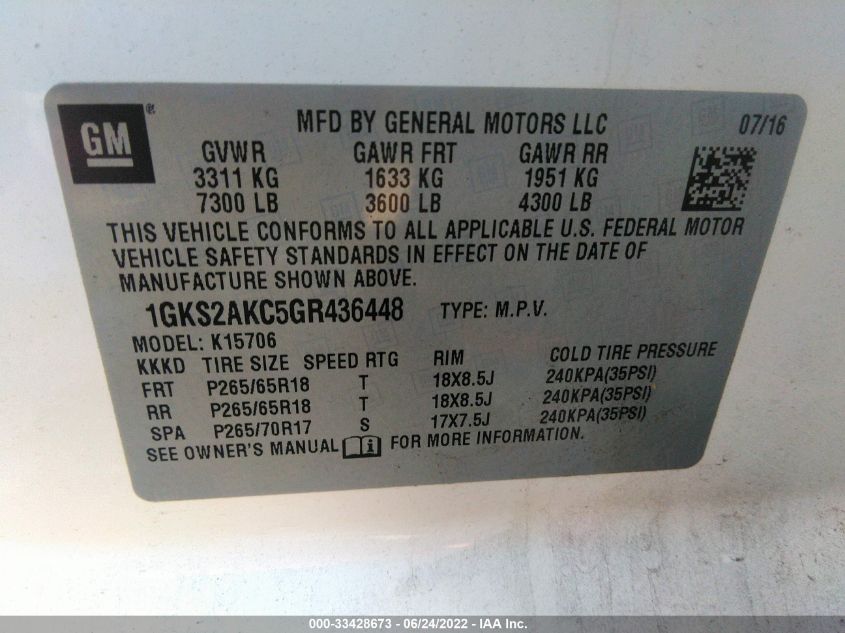 GM ®
MFD BY GENERAL MOTORS LLC 07/16
GVWR GAWR FRT GAWR RR
3311 KG 1633 KG 1951 KG
7300 LB 3600 LB 4300 LB
THIS VEHICLE CONFORMS TO ALL APPLICABLE U.S. FEDERAL MOTOR
VEHICLE SAFETY STANDARDS IN EFFECT ON THE DATE OF
MANUFACTURE SHOWN ABOVE.
1GKS2AKC5GR436448 TYPE: M.P.V.
MODEL: K15706
KKKD TIRE SIZE SPEED RTG RIM COLD TIRE PRESSURE
FRT P265/65R18 T 18X8.5J 240KPA(35PSI)
RR P265/65R18 T 18X8.5J 240KPA(35PSI)
SPA P265/70R17 S 17X7.5J 240KPA(35PSI)
SEE OWNER'S MANUAL i FOR MORE INFORMATION.
000-33428673 - 06/24/2022 - IAA Inc.